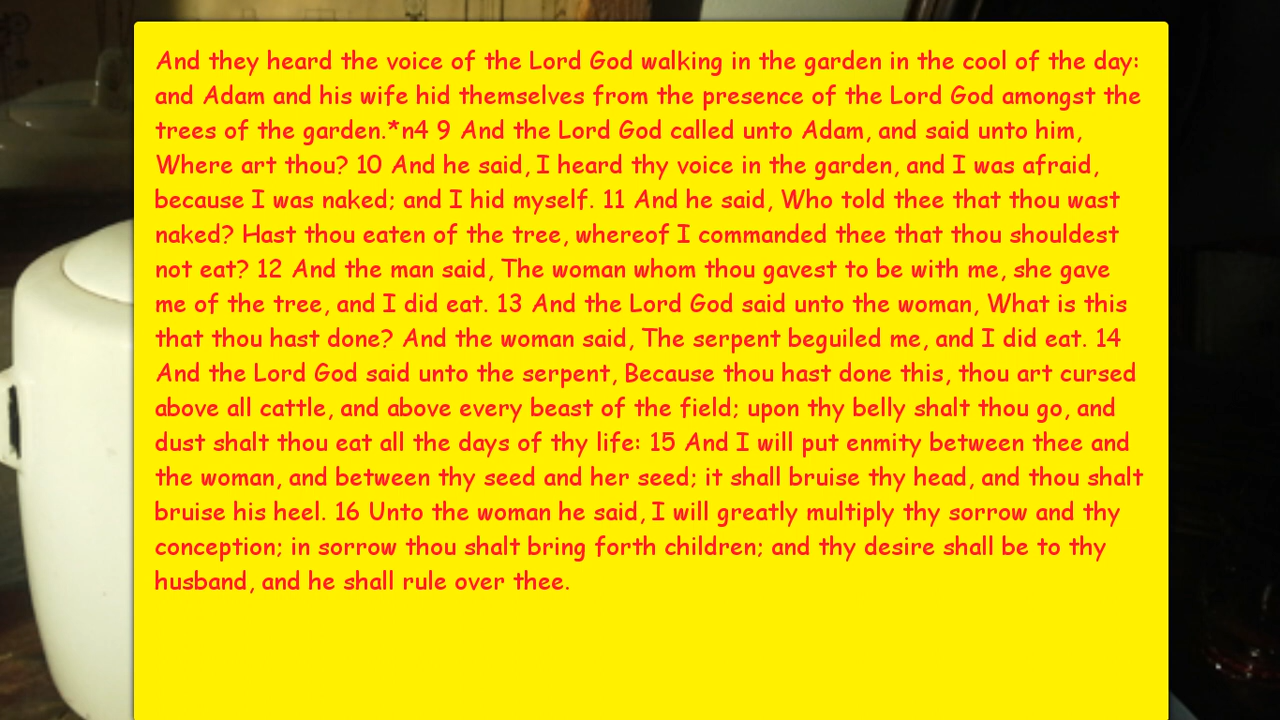 And they heard the voice of the Lord God walking in the garden in the cool of the day:
and Adam and his wife hid themselves from the presence of the Lord God amongst the
trees of the garden.*n4 9 And the Lord God called unto Adam, and said unto him,
Where art thou? 10 And he said, I heard thy voice in the garden, and I was afraid,
because I was naked; and I hid myself. 11 And he said, Who told thee that thou wast
naked? Hast thou eaten of the tree, whereof I commanded thee that thou shouldest
not eat? 12 And the man said, The woman whom thou gavest to be with me, she gave
me of the tree, and I did eat. 13 And the Lord God said unto the woman, What is this
that thou hast done? And the woman said, The serpent beguiled me, and I did eat. 14
And the Lord God said unto the serpent, Because thou hast done this, thou art cursed
above all cattle, and above every beast of the field; upon thy belly shalt thou go, and
dust shalt thou eat all the days of thy life: 15 And I will put enmity between thee and
the woman, and between thy seed and her seed; it shall bruise thy head, and thou shalt
bruise his heel. 16 Unto the woman he said, I will greatly multiply thy sorrow and thy
conception; in sorrow thou shalt bring forth children; and thy desire shall be to thy
husband, and he shall rule over thee.